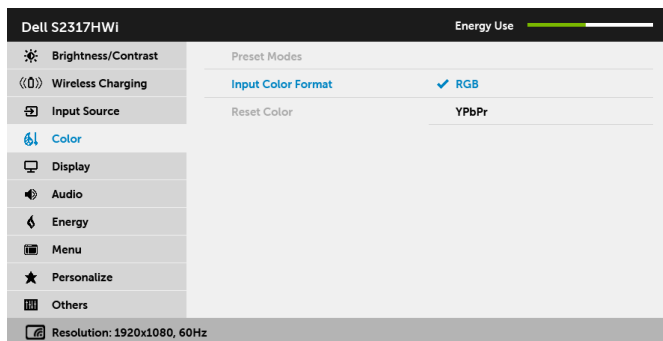 Dell S2317HWi
Energy Use
Brightness/Contrast
Preset Modes
Wireless Charging
Input Color Format
RGB
Input Source
Reset Color
YPbPr
Color
Display
Audio
Energy
Menu
Personalize
Others
Resolution: 1920x1080, 60Hz